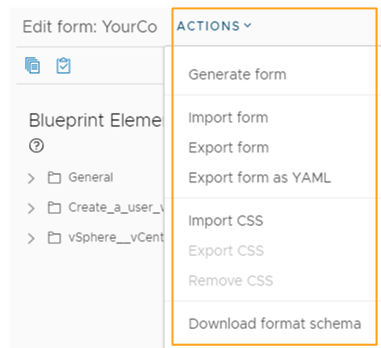 Edit form: YourCo
ACTIONS
Generate form
Import form
Export form
Export form as YAML
Import CSS
Export CSS
Remove CSS
Download format schema
Blueprint Eleme
General
Create_a_user_v
vSphere__vCent